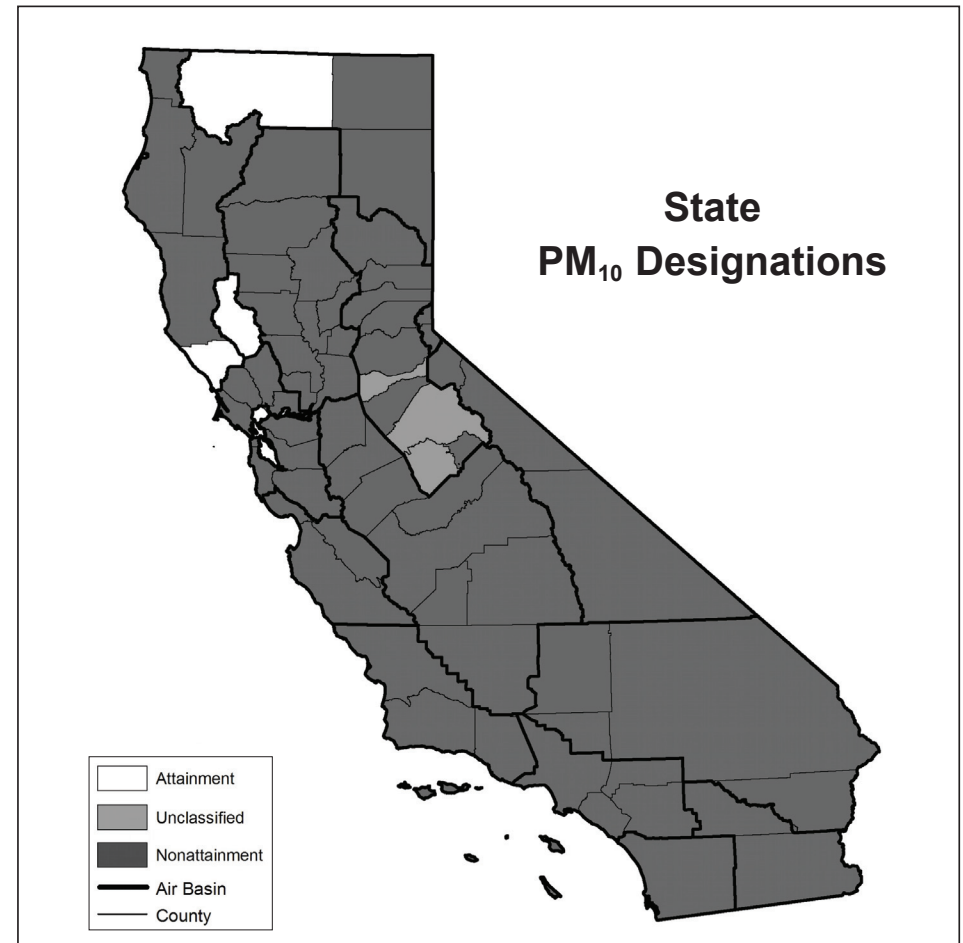 State
PM₁₀ Designations
Attainment
Unclassified
Nonattainment
Air Basin
County